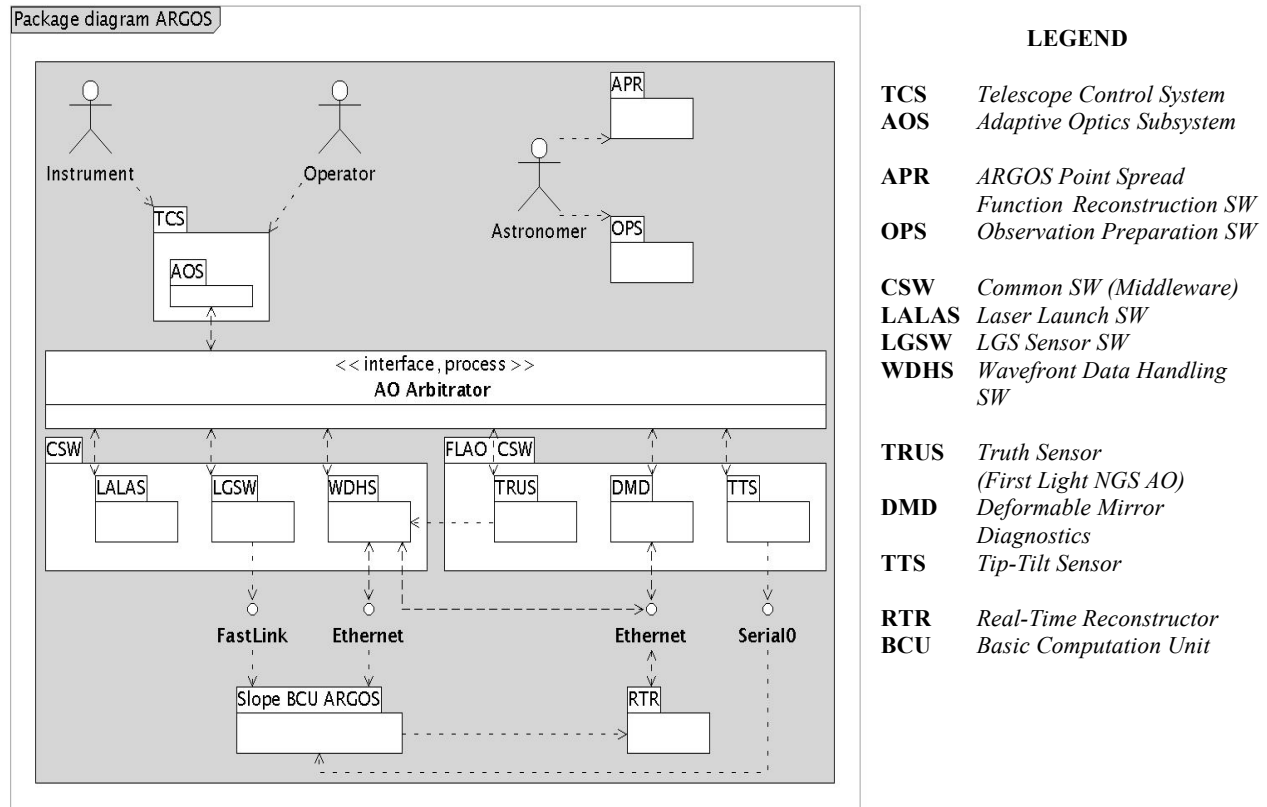 Package diagram ARGOS
APR
Instrument
Operator
Astronomer
TCS
OPS
AOS
<< interface, process >>
AO Arbitrator
CSW
FLAO CSW
LALAS
LGSW
WDHS
TRUS
DMD
TTS
FastLink
Ethernet
Ethernet
Serial0
Slope BCU ARGOS
RTR
LEGEND
TCS Telescope Control System
AOS Adaptive Optics Subsystem
APR ARGOS Point Spread
Function Reconstruction SW
OPS Observation Preparation SW
CSW Common SW (Middleware)
LALAS Laser Launch SW
LGSW LGS Sensor SW
WDHS Wavefront Data Handling
SW
TRUS Truth Sensor
(First Light NGS AO)
DMD Deformable Mirror
Diagnostics
TTS Tip-Tilt Sensor
RTR Real-Time Reconstructor
BCU Basic Computation Unit